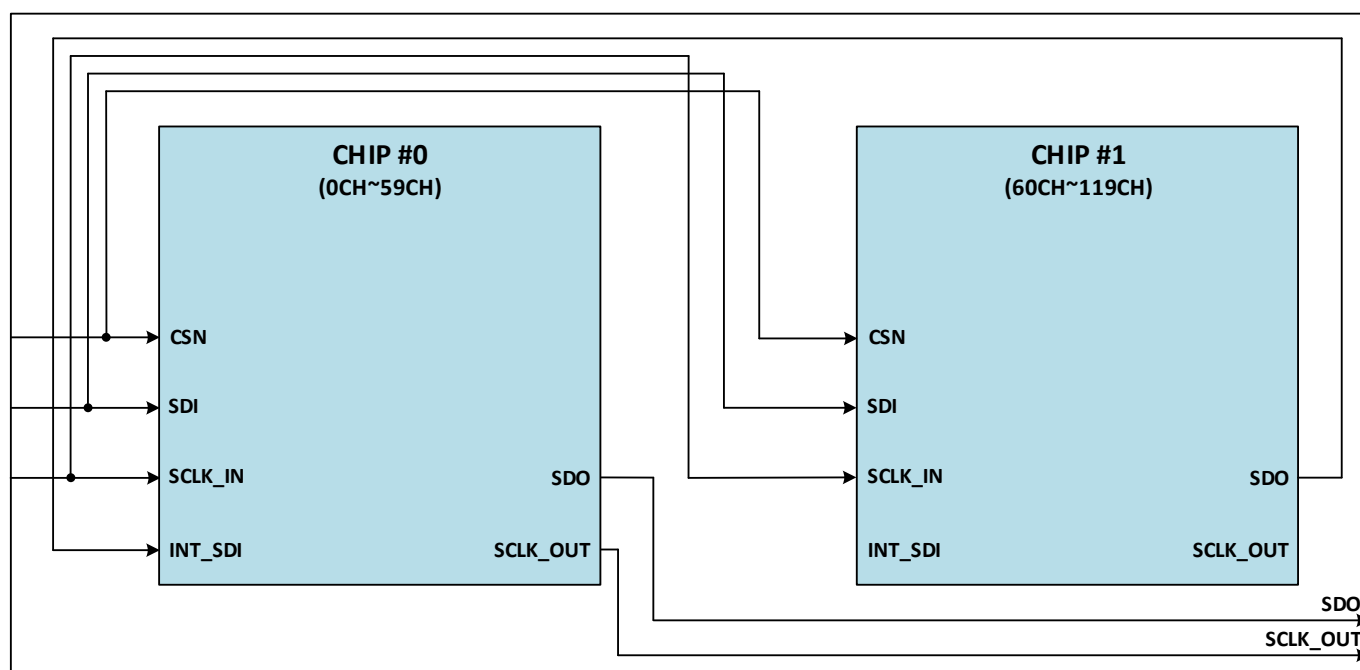 CHIP #0
(0CH~59CH)
CSN
SDI
SCLK_IN
INT_SDI
SDO
SCLK_OUT
CHIP #1
(60CH~119CH)
CSN
SDI
SCLK_IN
INT_SDI
SDO
SCLK_OUT
SDO
SCLK_OUT